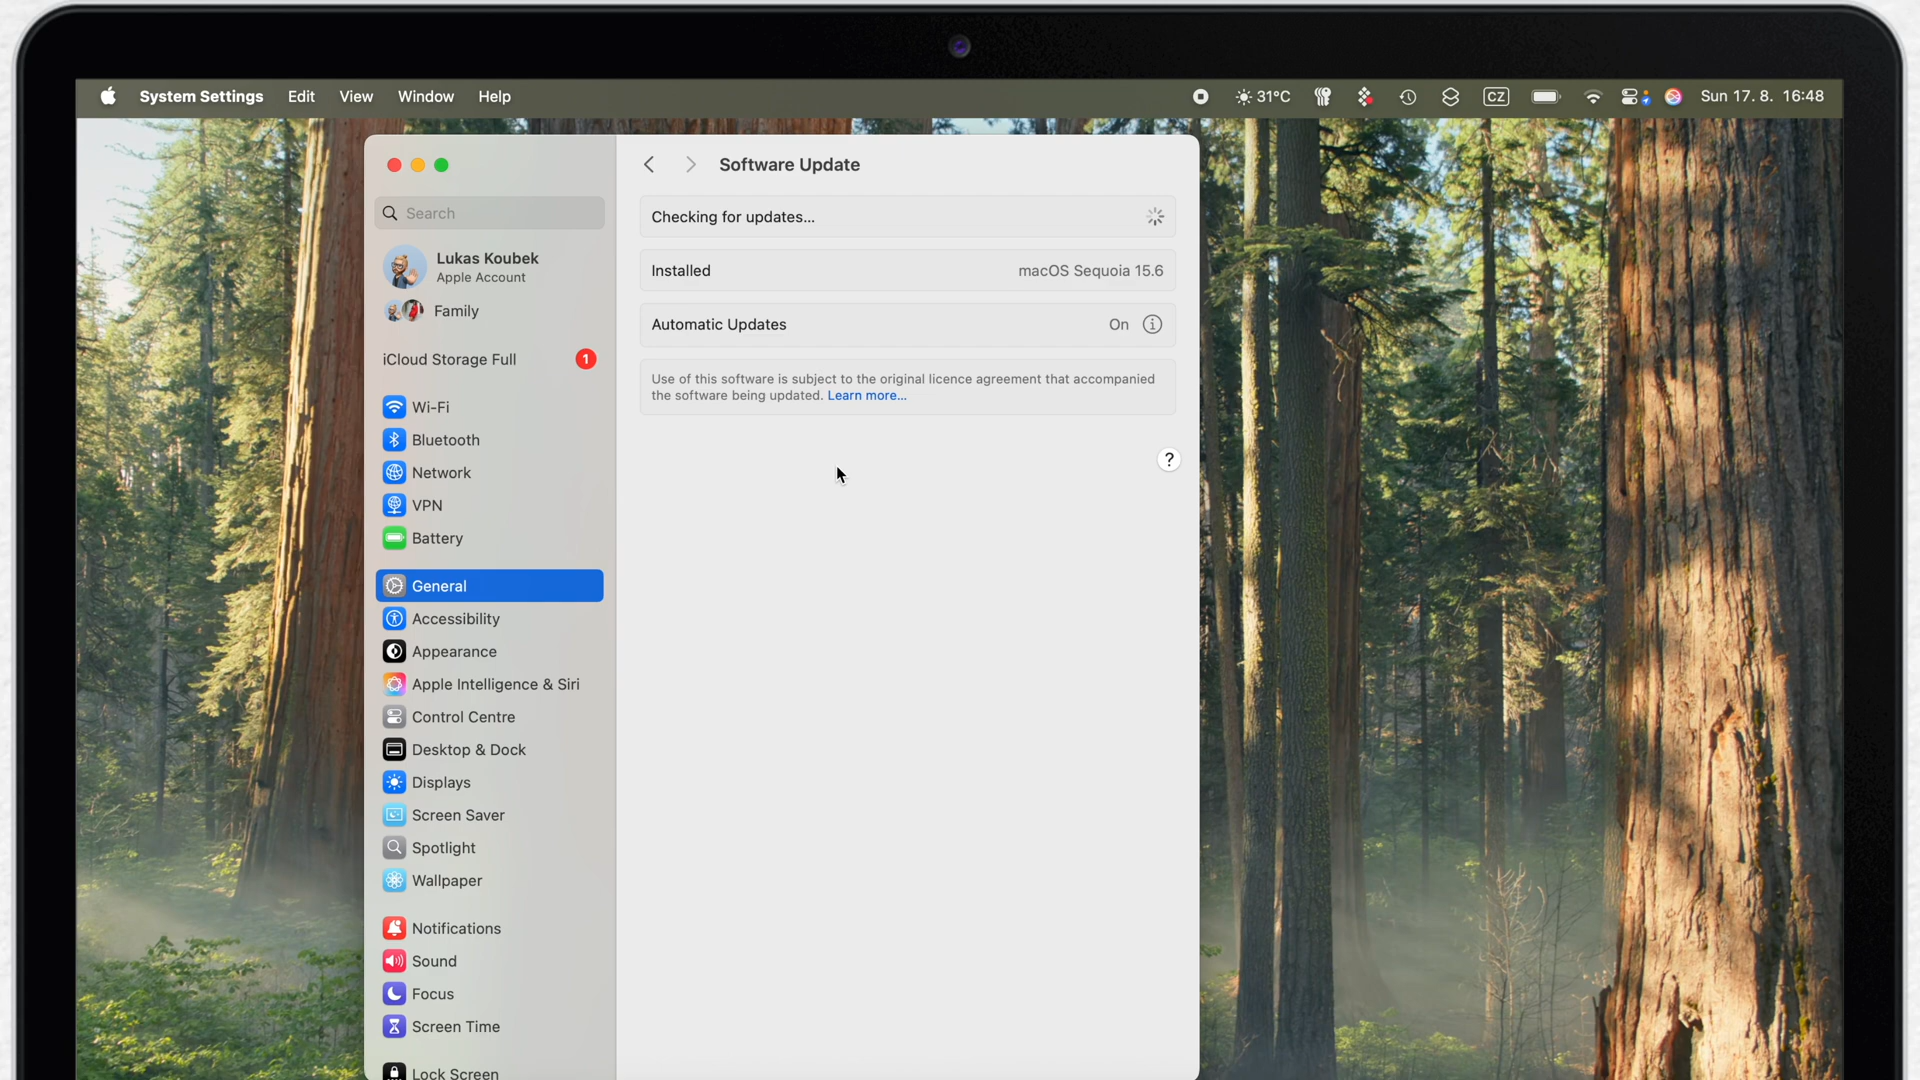 System Settings Edit View Window Help 31°C CZ Sun 17. 8. 16:48
Software Update
Search
Checking for updates...
Lukas Koubek
Apple Account
Installed macOS Sequoia 15.6
Family
Automatic Updates On
iCloud Storage Full 1
Use of this software is subject to the original licence agreement that accompanied
the software being updated. Learn more...
?
Wi-Fi
Bluetooth
Network
VPN
Battery
General
Accessibility
Appearance
Apple Intelligence & Siri
Control Centre
Desktop & Dock
Displays
Screen Saver
Spotlight
Wallpaper
Notifications
Sound
Focus
Screen Time
Lock Screen